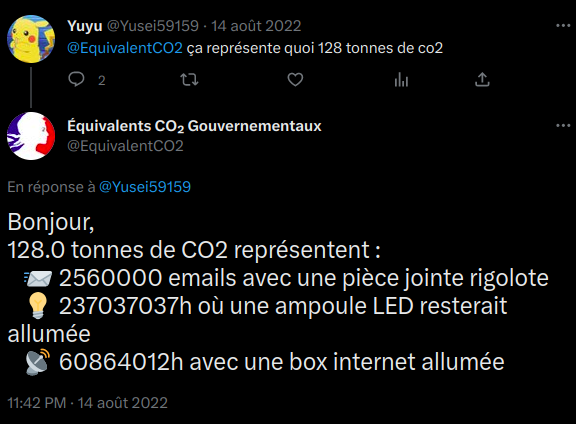 Yuyu @Yusei59159 · 14 août 2022
@EquivalentCO2 ça représente quoi 128 tonnes de co2
2
Équivalents CO₂ Gouvernementaux
@EquivalentCO2
En réponse à @Yusei59159
Bonjour,
128.0 tonnes de CO2 représentent :
📨 2560000 emails avec une pièce jointe rigolote
💡 237037037h où une ampoule LED resterait
allumée
📡 60864012h avec une box internet allumée
11:42 PM · 14 août 2022